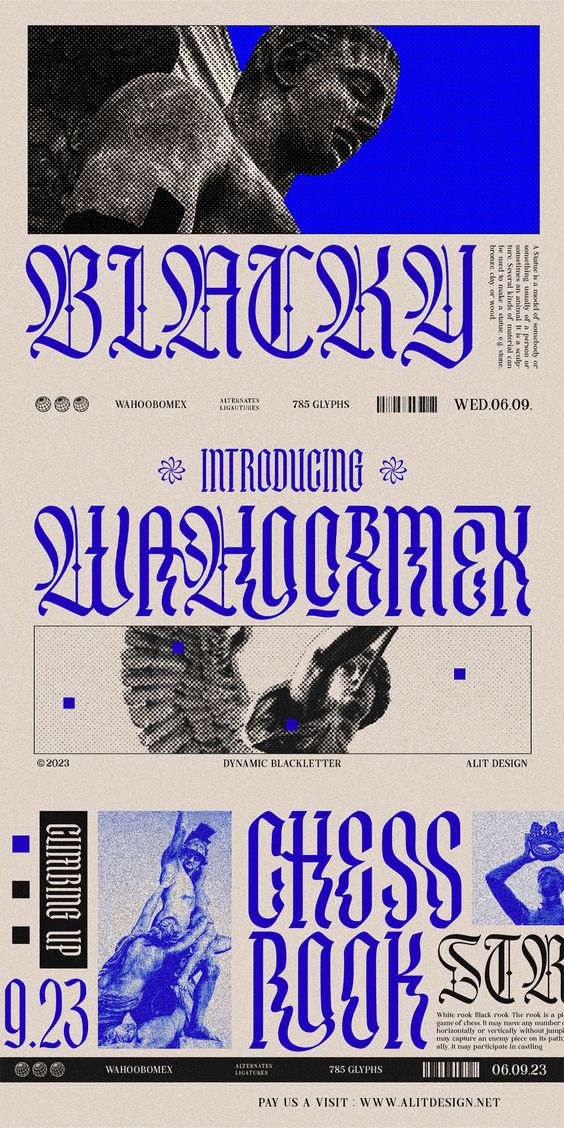 BLACKY
A Statue is a model of somebody or
something, usually of a person or
sometimes an animal. It is a sculp-
ture. Several kinds of material can
be used to make a statue, e.g. stone,
bronze, clay or wood.
WAHOOBOMEX
ALTERNATES
LIGAUTURES
785 GLYPHS
WED.06.09.
INTRODUCING
WAHOOBMEX
©2023
DYNAMIC BLACKLETTER
ALIT DESIGN
CLIMBING UP
9.23
CHESS
ROOK
STR
White rook Black rook The rook is a pi
game of chess. It may move any number
horizontally or vertically without jumpi
may capture an enemy piece on its path;
ally, it may participate in castling
WAHOOBOMEX
ALTERNATES
LIGATURES
785 GLYPHS
06.09.23
PAY US A VISIT : WWW.ALITDESIGN.NET